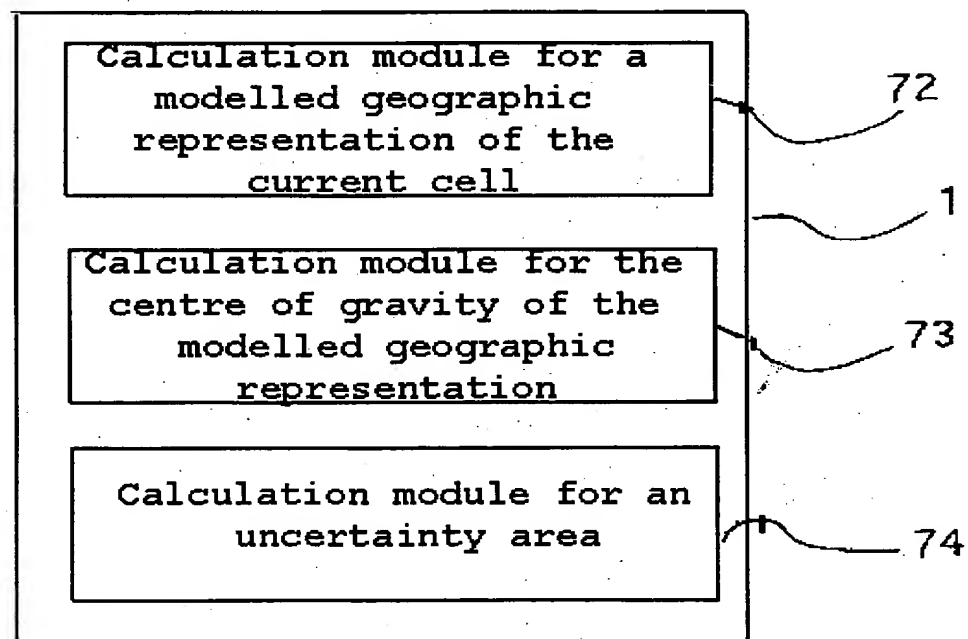 Calculation module for a
modelled geographic
representation of the
current cell
72
1
Calculation module for the
centre of gravity of the
modelled geographic
representation
73
Calculation module for an
uncertainty area
74